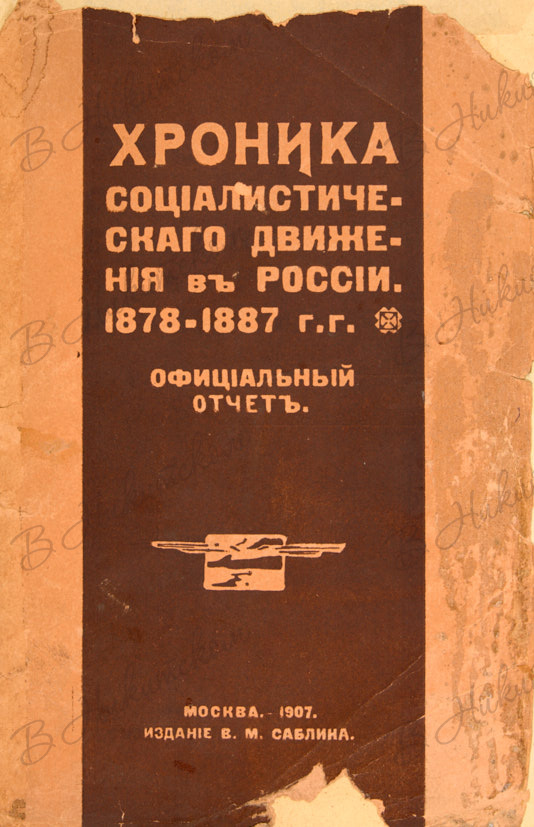 ХРОНИКА
СОЦІАЛИСТИЧЕ-
СКАГО ДВИЖЕ-
НІЯ въ РОССІИ.
1878-1887 г.г.
ОФИЦІАЛЬНЫЙ
ОТЧЕТЪ.
МОСКВА.- 1907.
ИЗДАНІЕ В. М. САБЛИНА.